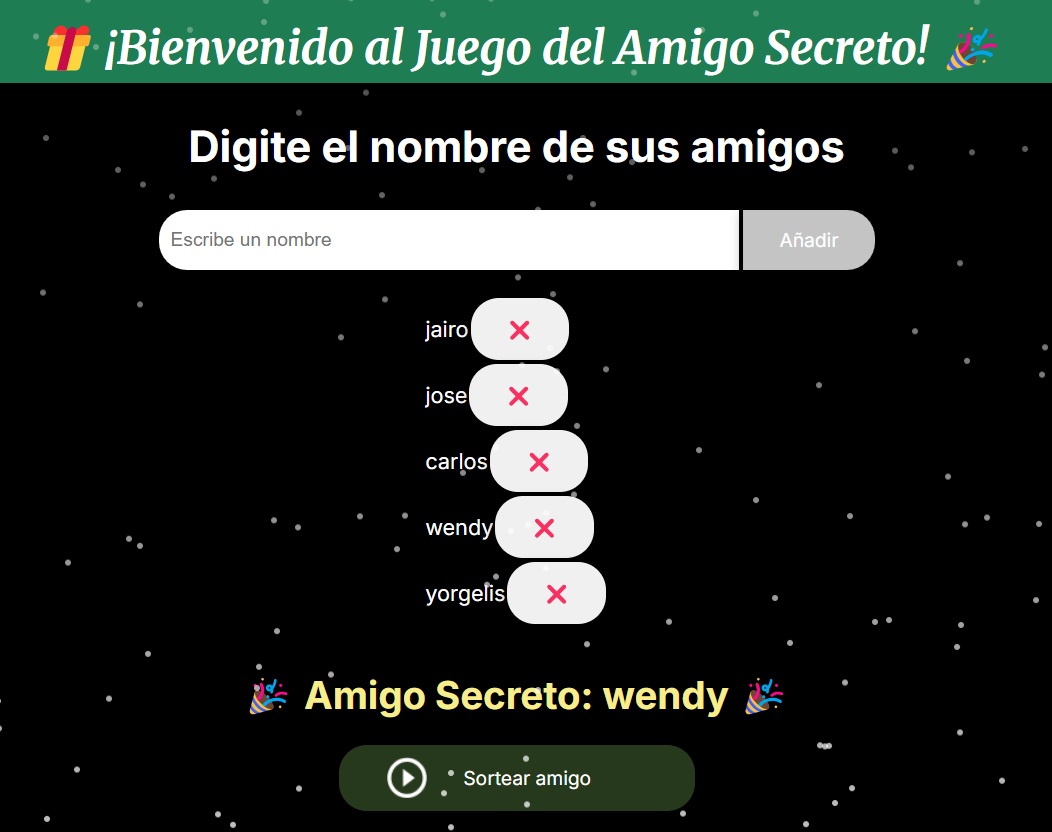 ¡Bienvenido al Juego del Amigo Secreto!
Digite el nombre de sus amigos
Escribe un nombre
Añadir
jairo
jose
carlos
wendy
yorgelis
Amigo Secreto: wendy
Sortear amigo